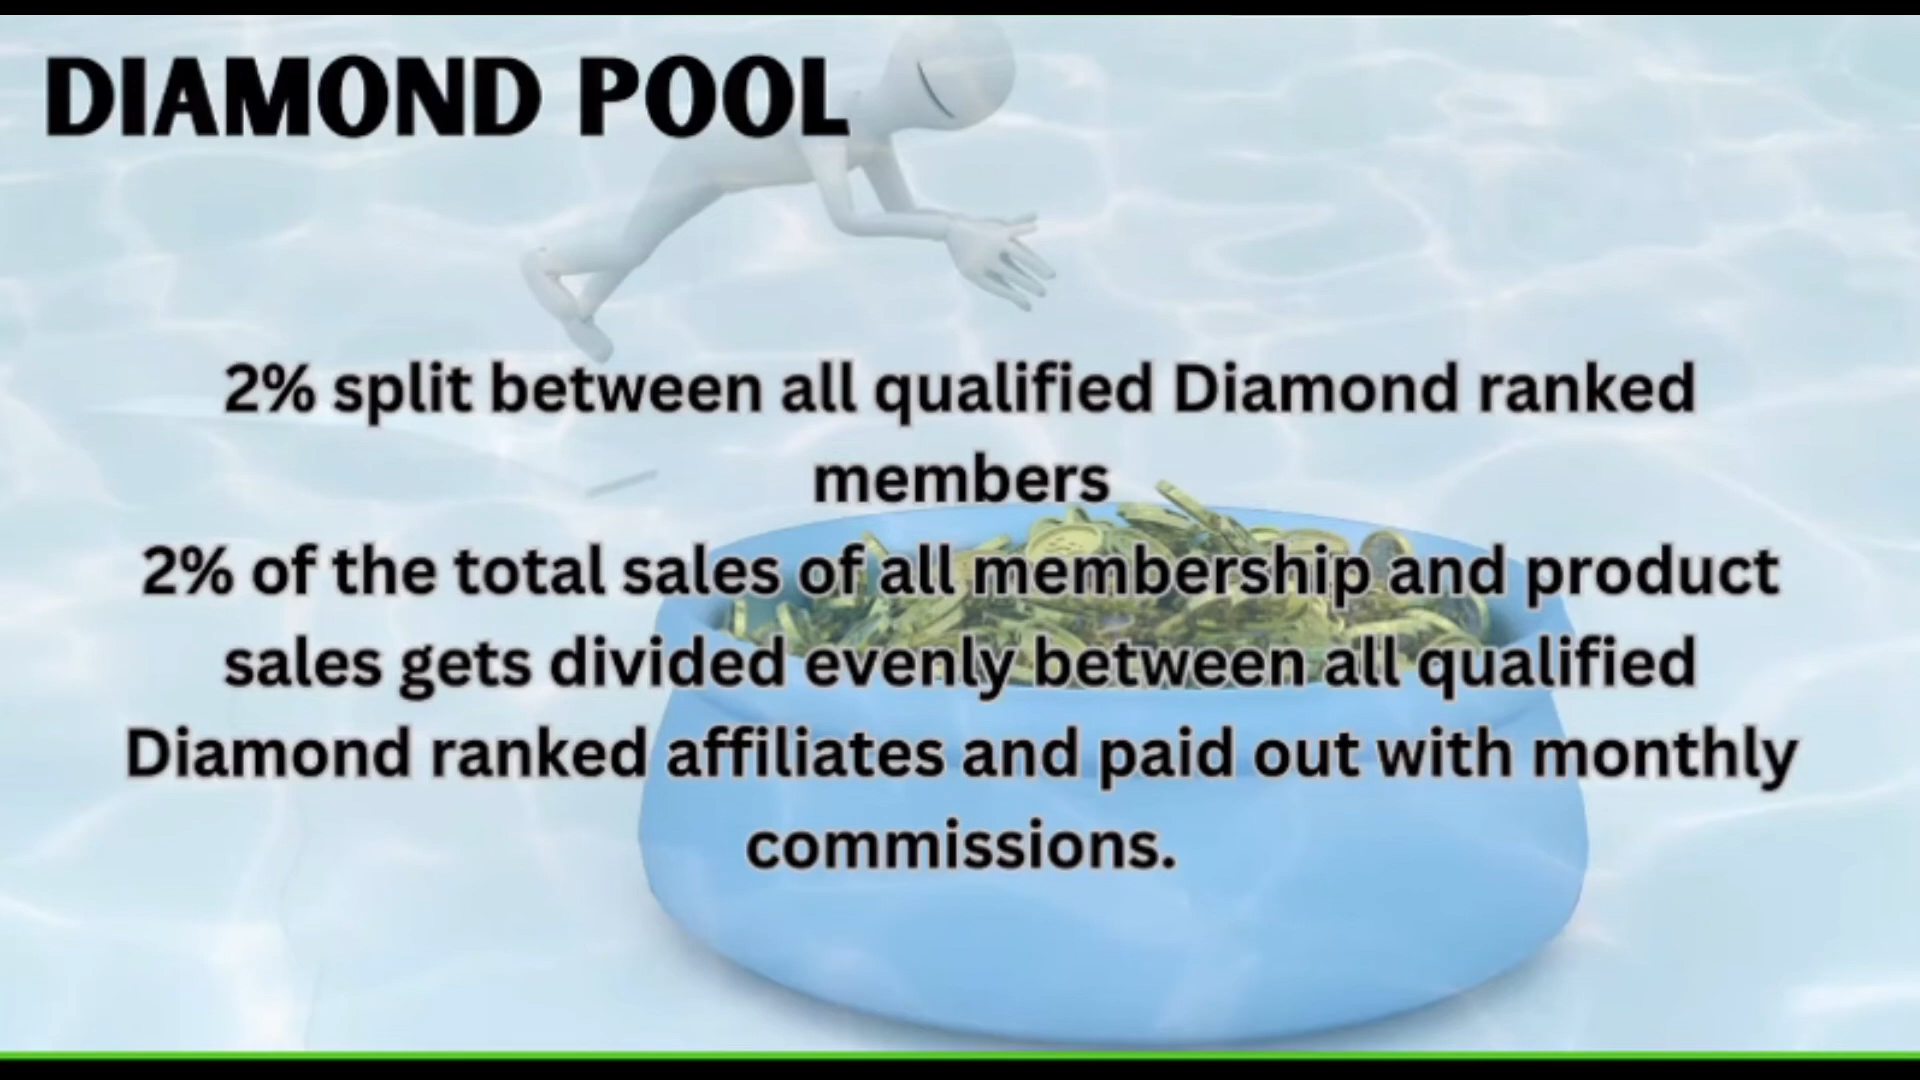 DIAMOND POOL
2% split between all qualified Diamond ranked
members
2% of the total sales of all membership and product
sales gets divided evenly between all qualified
Diamond ranked affiliates and paid out with monthly
commissions.